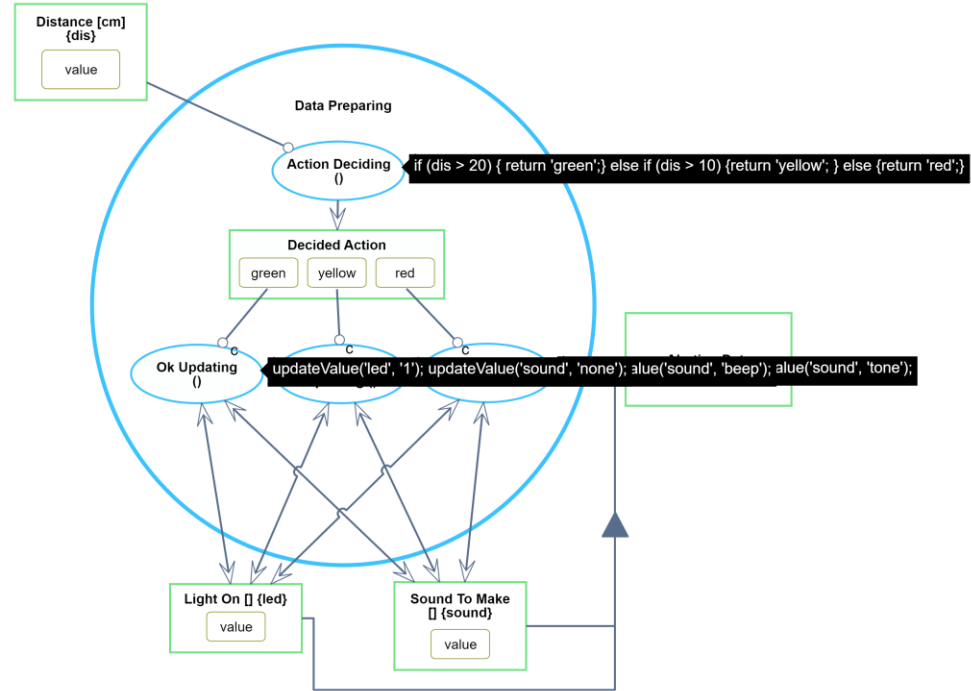 Distance [cm]
{dis}
value
Data Preparing
Action Deciding
()
if (dis > 20) { return 'green';} else if (dis > 10) {return 'yellow'; } else {return 'red';}
Decided Action
green
yellow
red
c
c
c
Ok Updating
()
updateValue('led', '1'); updateValue('sound', 'none'); alue('sound', 'beep'); alue('sound', 'tone');
Light On [] {led}
value
Sound To Make
[] {sound}
value